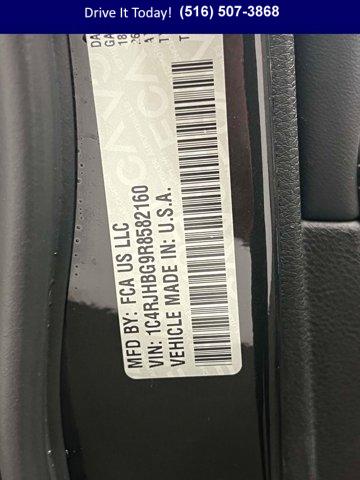 Drive It Today! (516) 507-3868
MFD BY: FCA US LLC
VIN: 1C4RJHBG9R8582160
VEHICLE MADE IN: U.S.A.